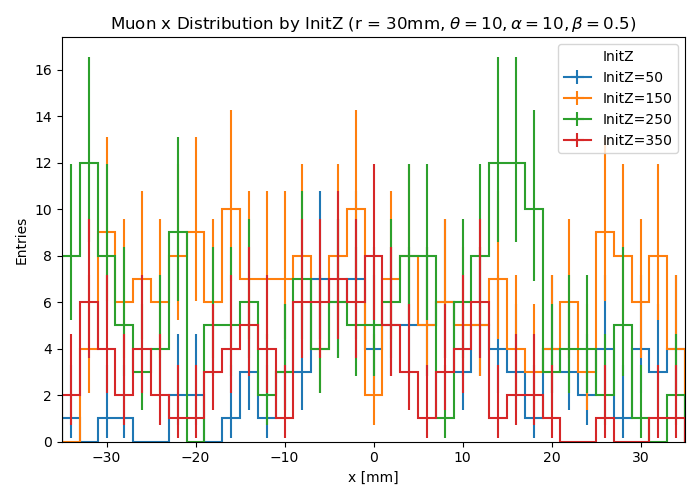 Muon x Distribution by InitZ (r = 30mm, θ = 10, α = 10, β = 0.5)
InitZ
InitZ=50
InitZ=150
InitZ=250
InitZ=350
Entries
16
14
12
10
8
6
4
2
0
−30
−20
−10
0
10
20
30
x [mm]